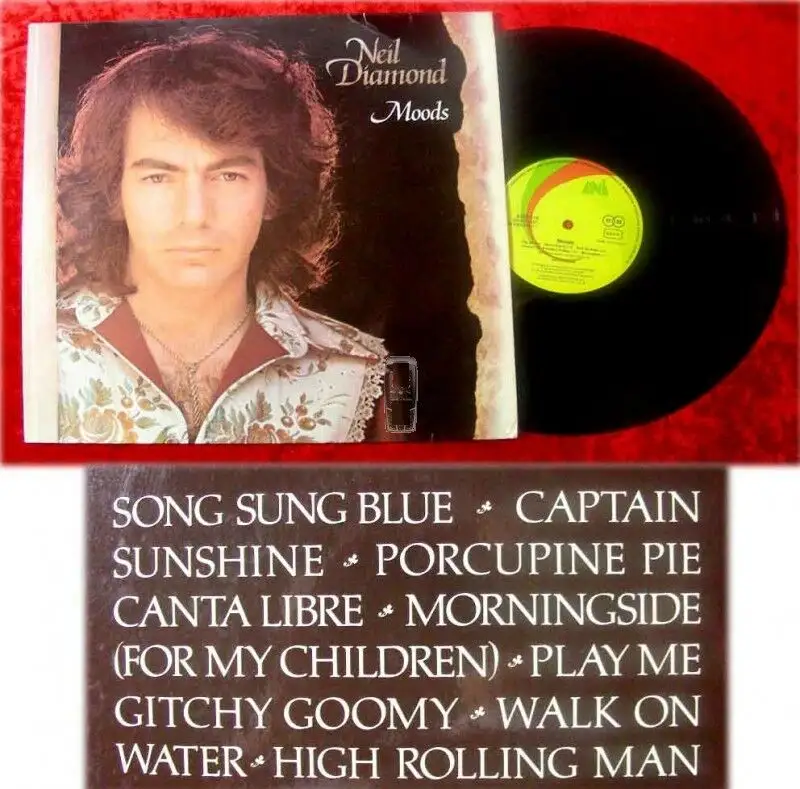 Neil
Diamond
Moods
UNI
SONG SUNG BLUE CAPTAIN
SUNSHINE PORCUPINE PIE
CANTA LIBRE MORNINGSIDE
(FOR MY CHILDREN) PLAY ME
GITCHY GOOMY WALK ON
WATER HIGH ROLLING MAN